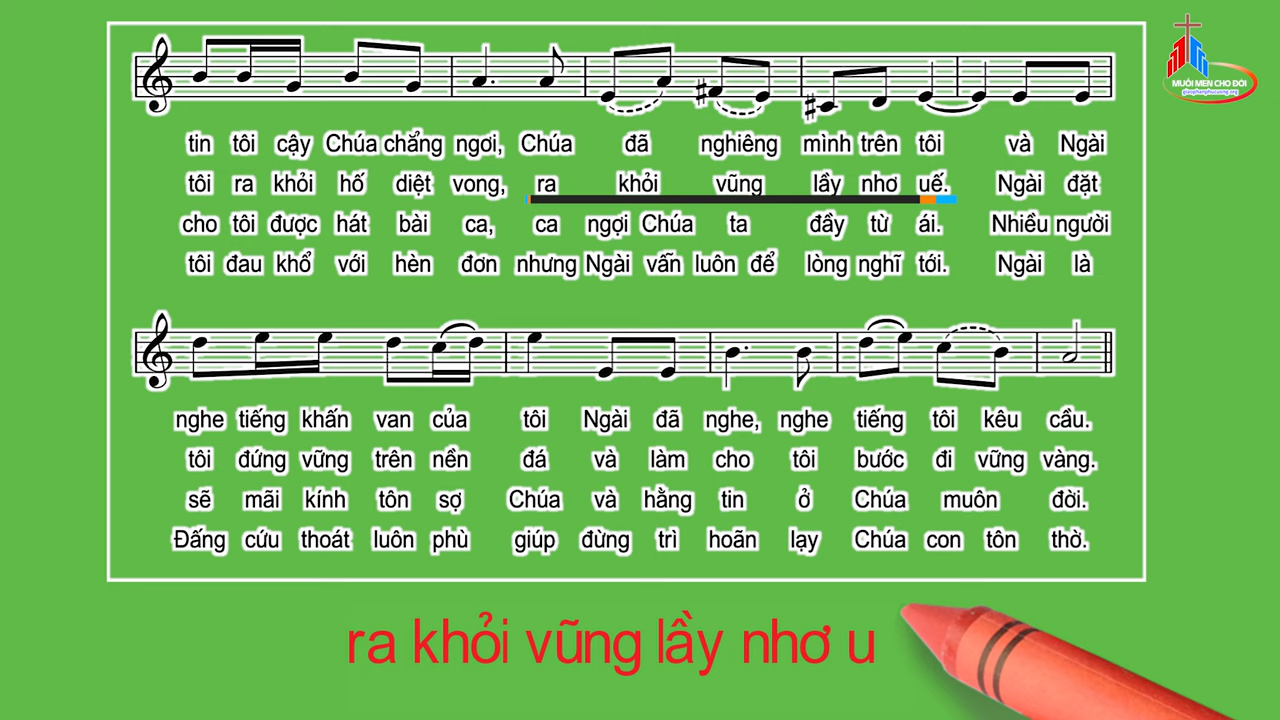 MUỐI MEN CHO ĐỜI
giaophanphucuong.org
tin tôi cậy Chúa chẳng ngơi, Chúa đã nghiêng mình trên tôi và Ngài
tôi ra khỏi hố diệt vong, ra khỏi vũng lầy nhơ uế. Ngài đặt
cho tôi được hát bài ca, ca ngợi Chúa ta đầy từ ái. Nhiều người
tôi đau khổ với hèn đơn nhưng Ngài vẫn luôn để lòng nghĩ tới. Ngài là
nghe tiếng khấn van của tôi Ngài đã nghe, nghe tiếng tôi kêu cầu.
tôi đứng vững trên nền đá và làm cho tôi bước đi vững vàng.
sẽ mãi kính tôn sợ Chúa và hằng tin ở Chúa muôn đời.
Đấng cứu thoát luôn phù giúp đừng trì hoãn lạy Chúa con tôn thờ.
ra khỏi vũng lầy nhơ u